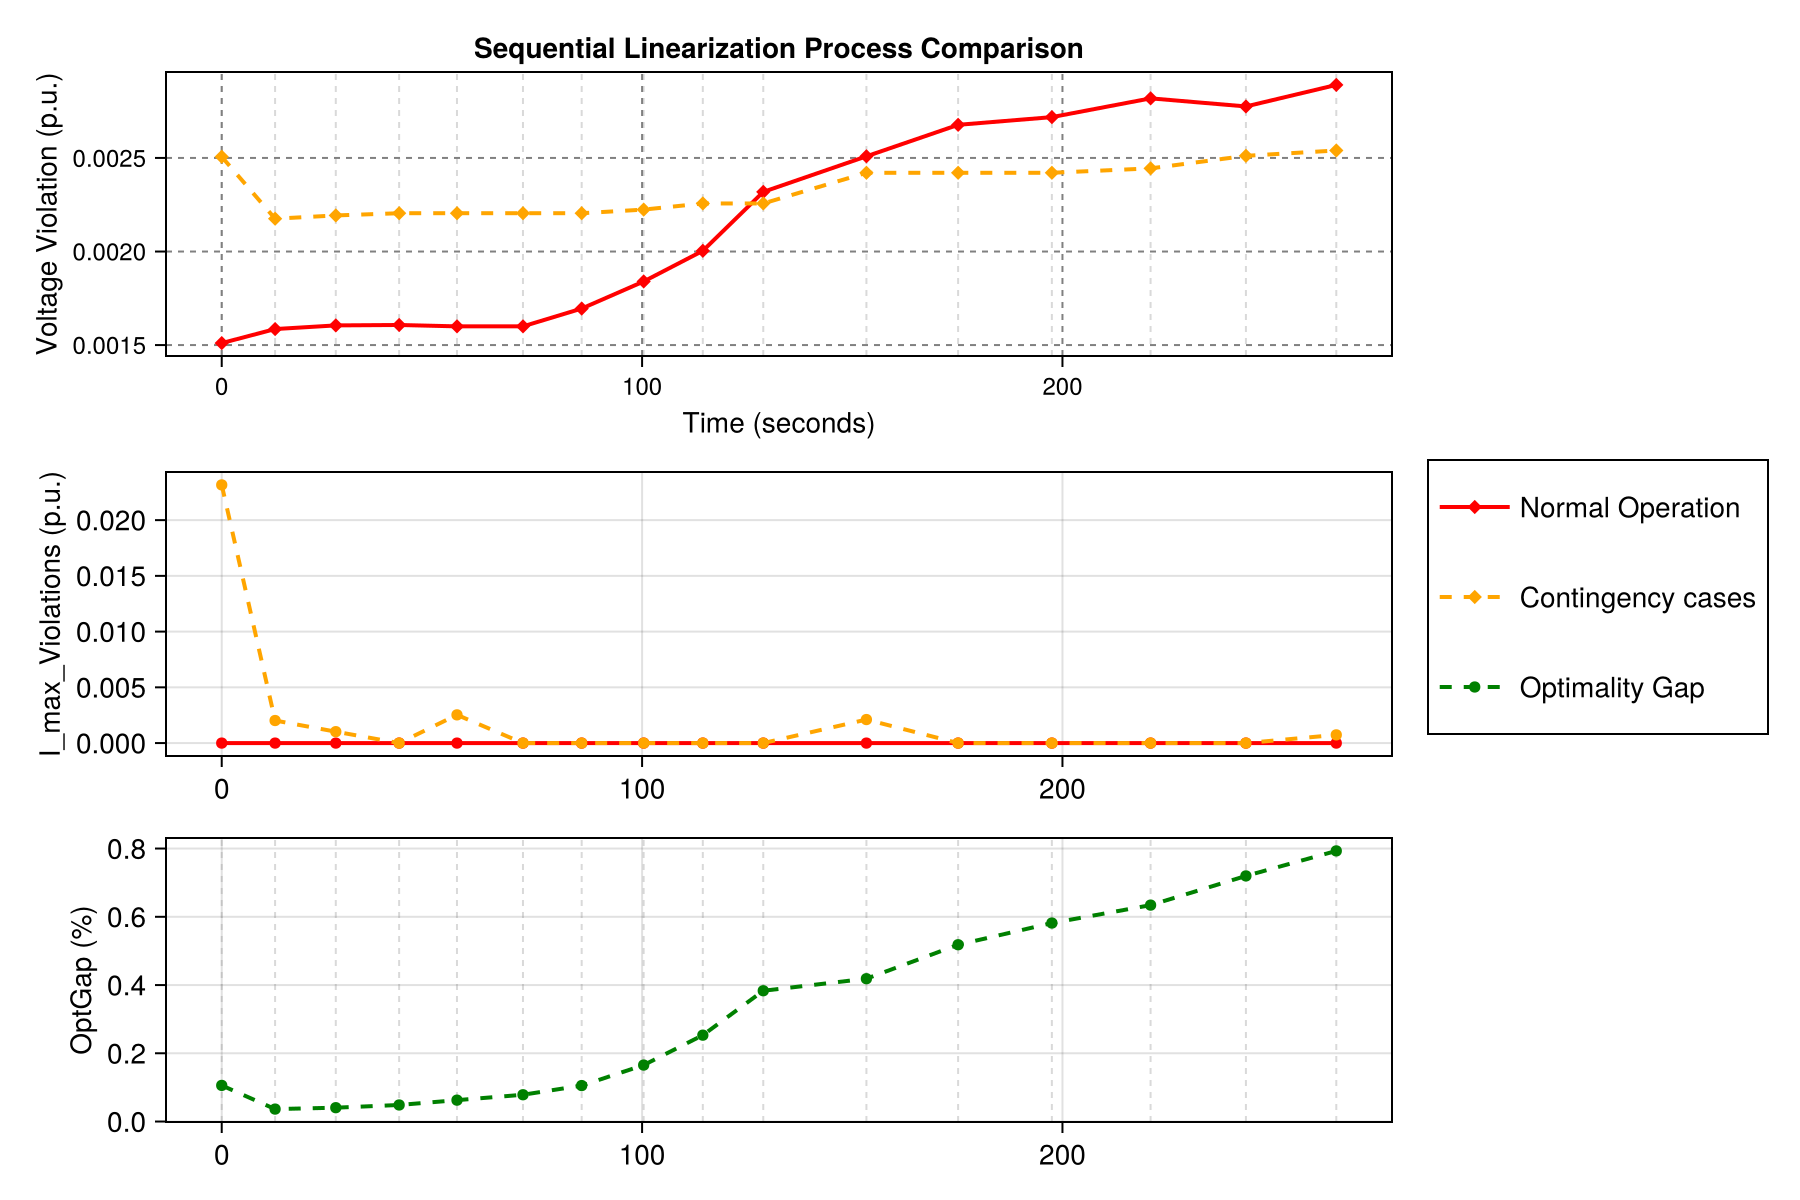 Sequential Linearization Process Comparison
Voltage Violation (p.u.)
0.0025
0.0020
0.0015
0 100 200
Time (seconds)
I_max_Violations (p.u.)
0.020
0.015
0.010
0.005
0.000
0 100 200
Normal Operation
Contingency cases
Optimality Gap
OptGap (%)
0.8
0.6
0.4
0.2
0.0
0 100 200